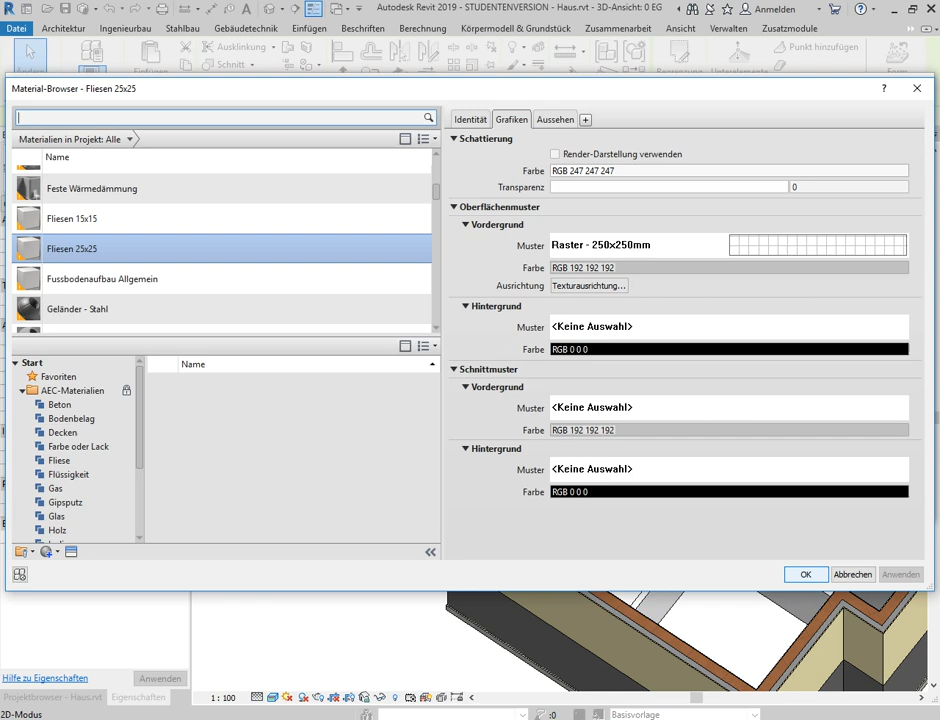 Autodesk Revit 2019 - STUDENTENVERSION - Haus.rvt - 3D-Ansicht: 0 EG
Anmelden
Datei Architektur Ingenieurbau Stahlbau Gebäudetechnik Einfügen Beschriften Berechnung Körpermodell & Grundstück Zusammenarbeit Ansicht Verwalten Zusatzmodule
Ausklinkung
Punkt hinzufügen
Ändern
Einfügen
Schnitt
Form
Material-Browser - Fliesen 25x25
?
Identität Grafiken Aussehen
Materialien in Projekt: Alle
Name
Feste Wärmedämmung
Fliesen 15x15
Fliesen 25x25
Fussbodenaufbau Allgemein
Geländer - Stahl
Name
Start
Favoriten
AEC-Materialien
Beton
Bodenbelag
Decken
Farbe oder Lack
Fliese
Flüssigkeit
Gas
Gipsputz
Glas
Holz
Schattierung
Render-Darstellung verwenden
Farbe RGB 247 247 247
Transparenz 0
Oberflächenmuster
Vordergrund
Muster Raster - 250x250mm
Farbe RGB 192 192 192
Ausrichtung Texturausrichtung...
Hintergrund
Muster <Keine Auswahl>
Farbe RGB 0 0 0
Schnittmuster
Vordergrund
Muster <Keine Auswahl>
Farbe RGB 192 192 192
Hintergrund
Muster <Keine Auswahl>
Farbe RGB 0 0 0
OK Abbrechen Anwenden
Hilfe zu Eigenschaften Anwenden
Projektbrowser - Haus.rvt Eigenschaften
1 : 100
2D-Modus
:0
Basisvorlage